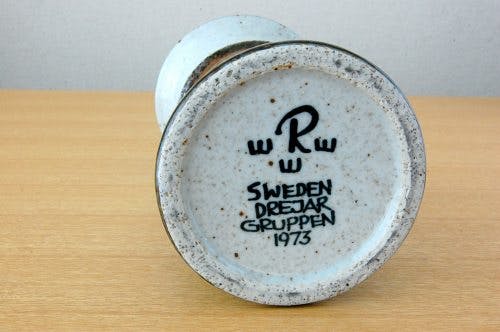 R
SWEDEN
DREJAR
GRUPPEN
1973